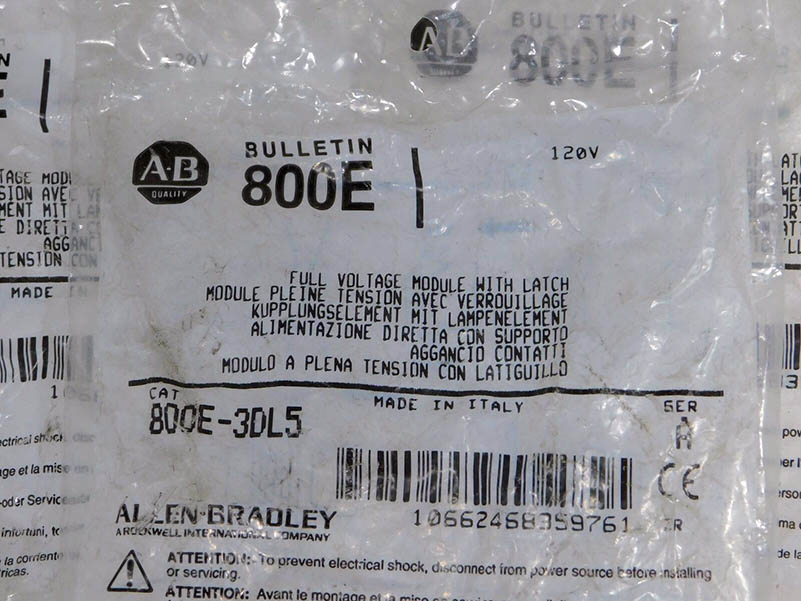 BULLETIN
800E
120V
N
E
A·B
QUALITY
BULLETIN
800E
120V
FULL VOLTAGE MODULE WITH LATCH
MODULE PLEINE TENSION AVEC VERROUILLAGE
KUPPLUNGSELEMENT MIT LAMPENELEMENT
ALIMENTAZIONE DIRETTA CON SUPPORTO
AGGANCIO CONTATTI
MODULO A PLENA TENSION CON LATIGUILLO
CAT
800E-3DL5
MADE IN ITALY
SER
A
CE
ALLEN-BRADLEY
A ROCKWELL INTERNATIONAL COMPANY
10662468359761
ATTENTION: To prevent electrical shock, disconnect from power source before installing
or servicing.
ATTENTION: Avant le montage et la mise